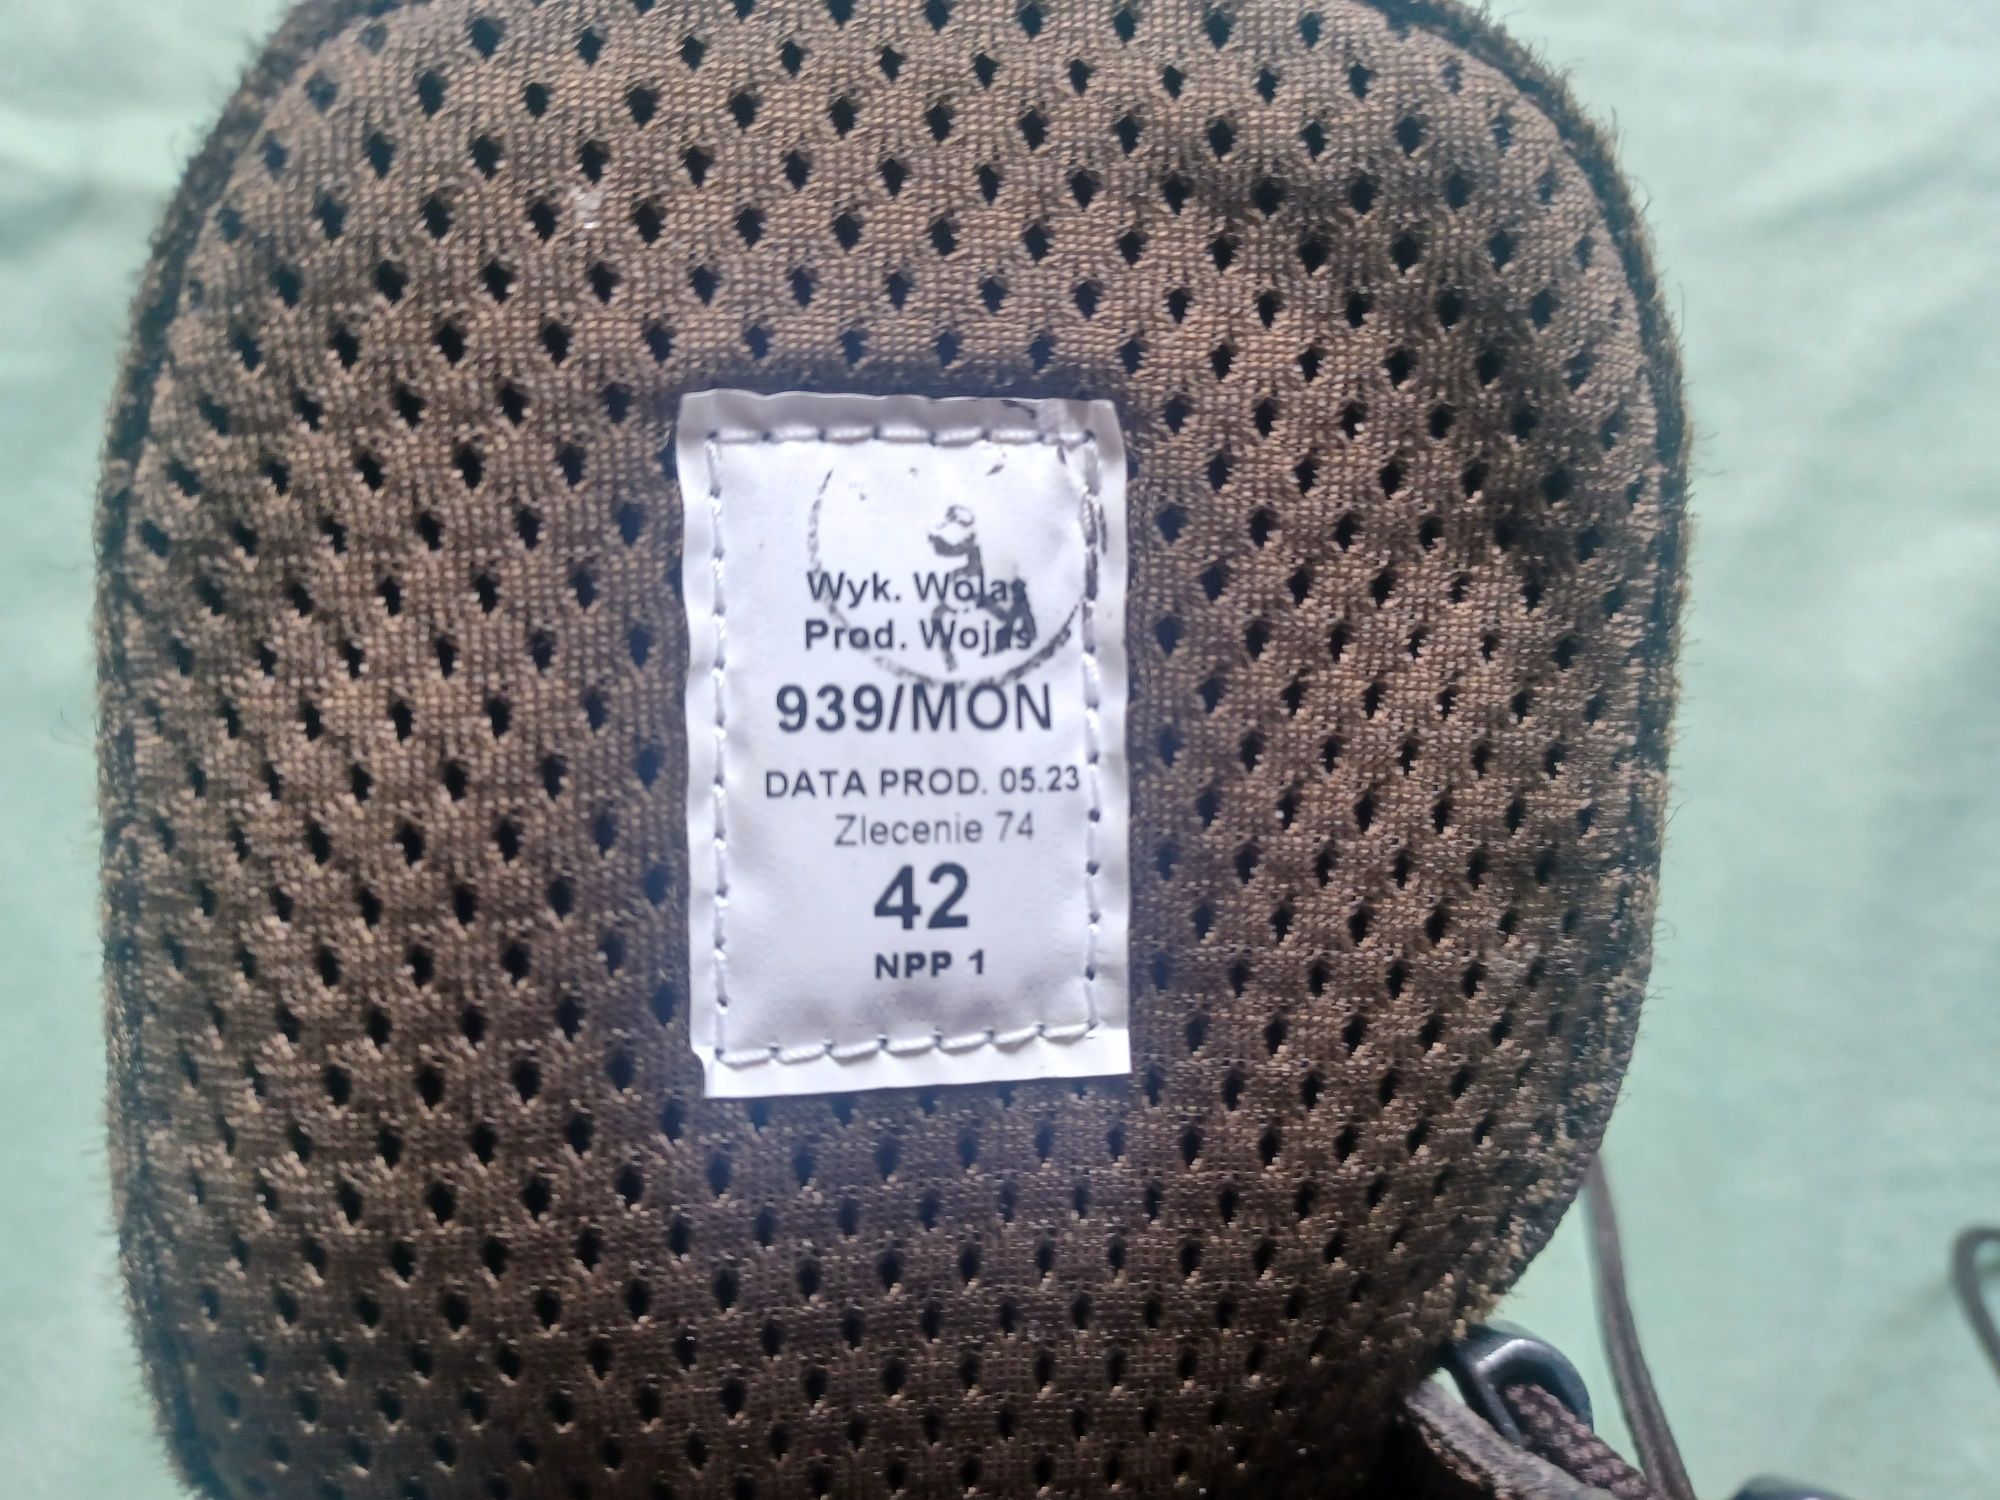 Wyk. Wojas
Prod. Wojas
939/MON
DATA PROD. 05.23
Zlecenie 74
42
NPP 1